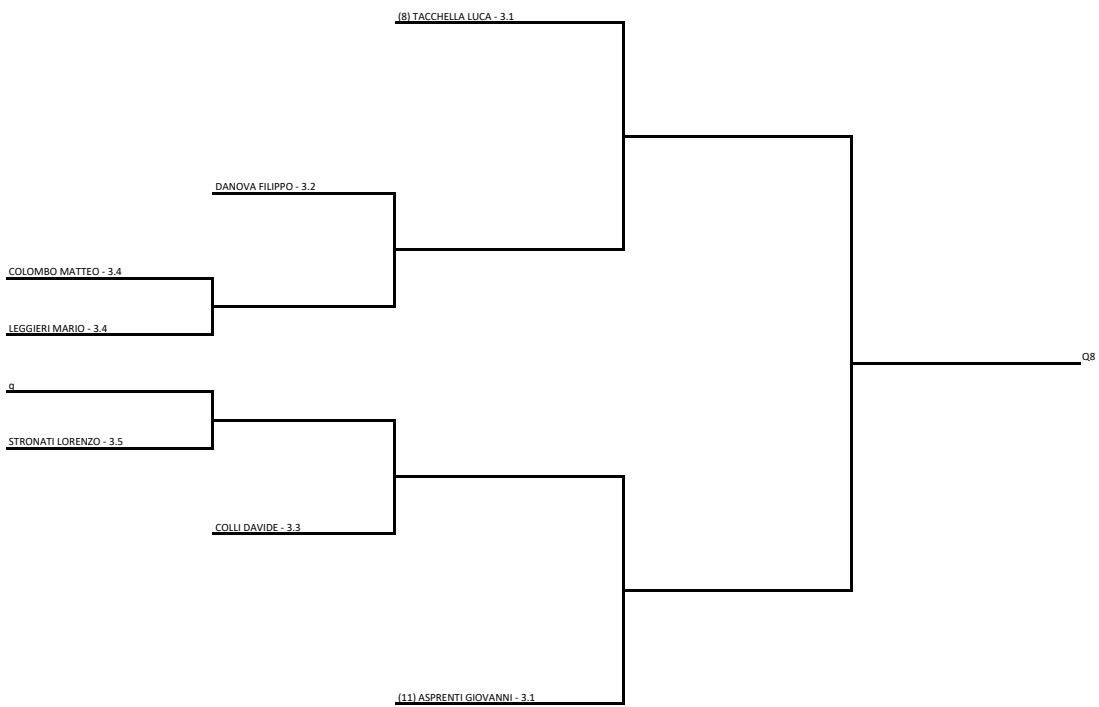 (8) TACCHELLA LUCA - 3.1
DANOVA FILIPPO - 3.2
COLOMBO MATTEO - 3.4
LEGGIERI MARIO - 3.4
Q8
q
STRONATI LORENZO - 3.5
COLLI DAVIDE - 3.3
(11) ASPRENTI GIOVANNI - 3.1